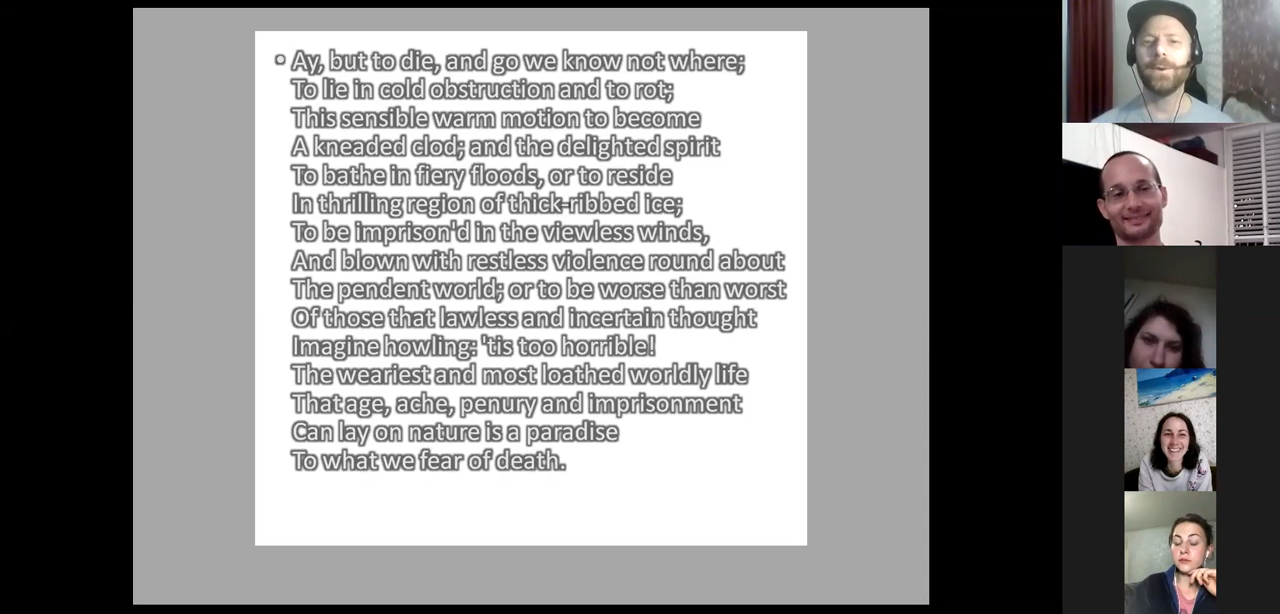 • Ay, but to die, and go we know not where;
To lie in cold obstruction and to rot;
This sensible warm motion to become
A kneaded clod; and the delighted spirit
To bathe in fiery floods, or to reside
In thrilling region of thick-ribbed ice;
To be imprison'd in the viewless winds,
And blown with restless violence round about
The pendent world; or to be worse than worst
Of those that lawless and incertain thought
Imagine howling: 'tis too horrible!
The weariest and most loathed worldly life
That age, ache, penury and imprisonment
Can lay on nature is a paradise
To what we fear of death.